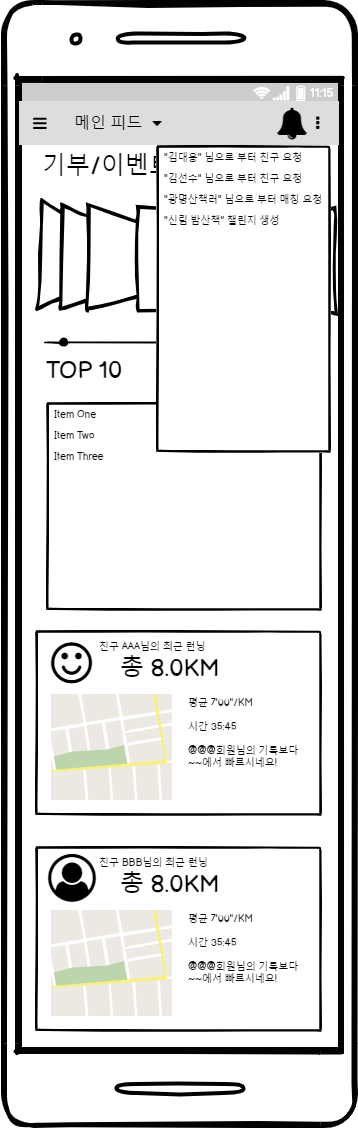 11:15
메인 피드
기부/이벤트
"김대웅" 님으로 부터 친구 요청
"김선수" 님으로 부터 친구 요청
"광명산책러" 님으로 부터 매칭 요청
"신림 밤산책" 챌린지 생성
TOP 10
Item One
Item Two
Item Three
친구 AAA님의 최근 런닝
총 8.0KM
평균 7'00"/KM
시간 35:45
@@@회원님의 기록보다
~~에서 빠르시네요!
친구 BBB님의 최근 런닝
총 8.0KM
평균 7'00"/KM
시간 35:45
@@@회원님의 기록보다
~~에서 빠르시네요!